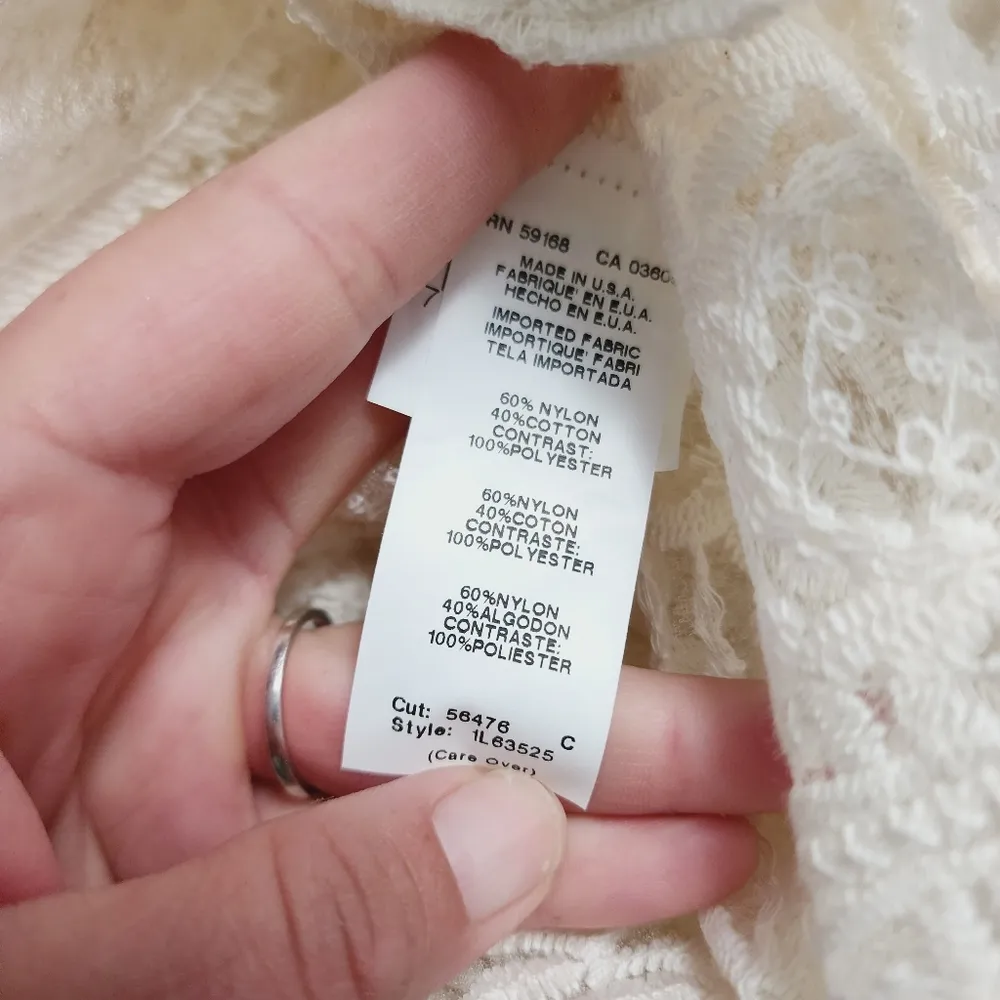 RN 59168 CA 0360
MADE IN U.S.A.
FABRIQUE' EN E.U.A.
HECHO EN E.U.A.
IMPORTED FABRIC
IMPORTIQUE' FABRI
TELA IMPORTADA
60% NYLON
40%COTTON
CONTRAST:
100%POLYESTER
60%NYLON
40%COTON
CONTRASTE:
100%POLYESTER
60%NYLON
40%ALGODON
CONTRASTE:
100%POLIESTER
Cut: 56476 C
Style: 1L63525
(Care Over)
7